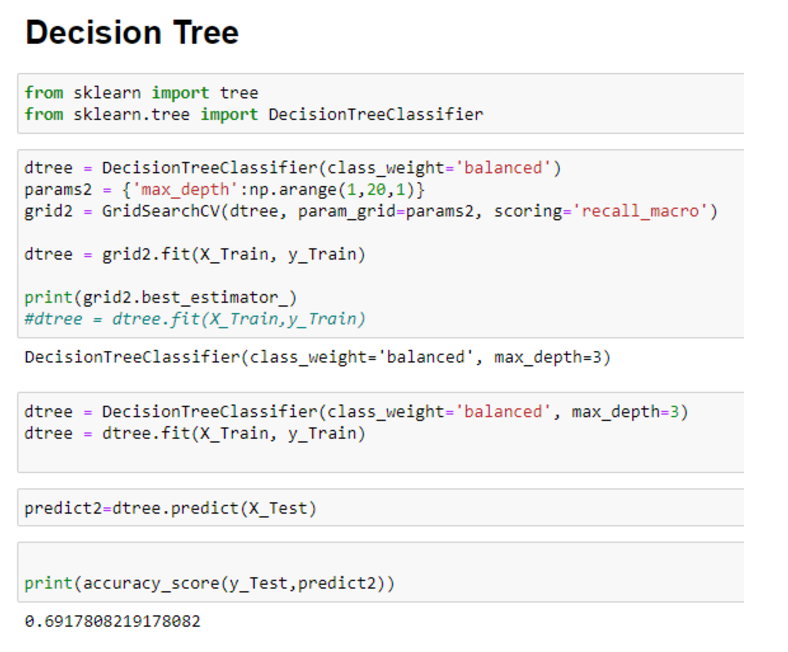 Decision Tree
from sklearn import tree
from sklearn.tree import DecisionTreeClassifier
dtree = DecisionTreeClassifier(class_weight='balanced')
params2 = {'max_depth':np.arange(1,20,1)}
grid2 = GridSearchCV(dtree, param_grid=params2, scoring='recall_macro')
dtree = grid2.fit(X_Train, y_Train)
print(grid2.best_estimator_)
#dtree = dtree.fit(X_Train,y_Train)
DecisionTreeClassifier(class_weight='balanced', max_depth=3)
dtree = DecisionTreeClassifier(class_weight='balanced', max_depth=3)
dtree = dtree.fit(X_Train, y_Train)
predict2=dtree.predict(X_Test)
print(accuracy_score(y_Test,predict2))
0.6917808219178082